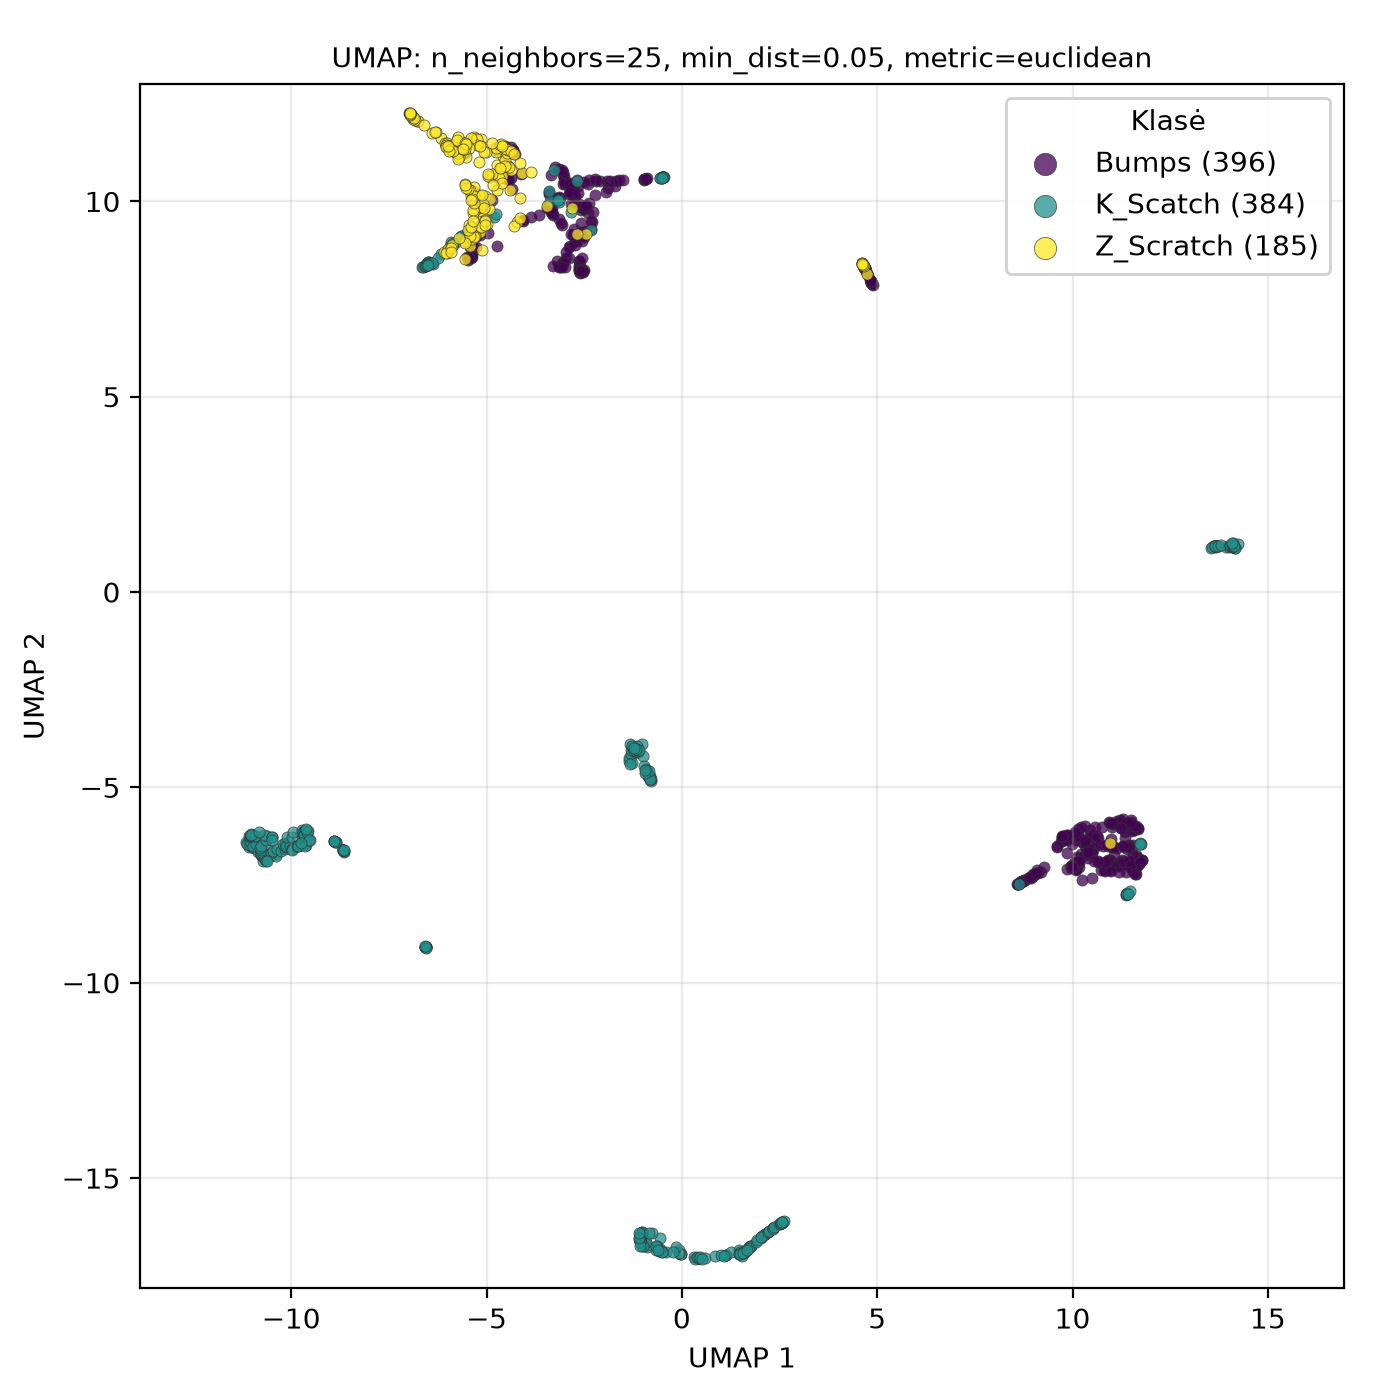 UMAP: n_neighbors=25, min_dist=0.05, metric=euclidean
Klasė
Bumps (396)
K_Scatch (384)
Z_Scratch (185)
10
5
0
−5
−10
−15
UMAP 2
−10
−5
0
5
10
15
UMAP 1